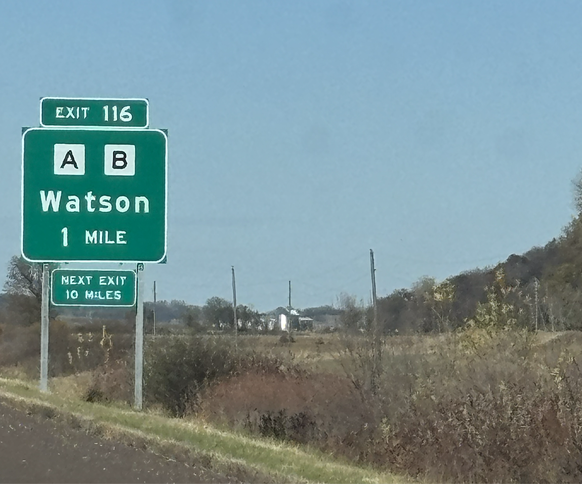 EXIT 116
A B
Watson
1 MILE
NEXT EXIT
10 MILES